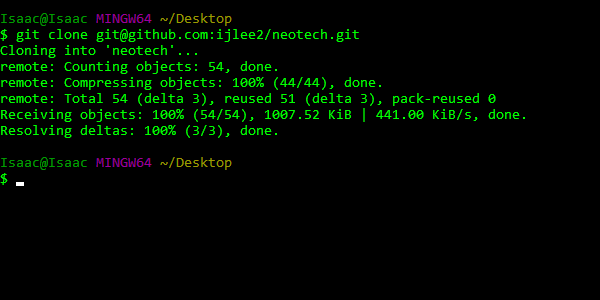 Isaac@Isaac MINGW64 ~/Desktop
$ git clone git@github.com:ijlee2/neotech.git
Cloning into 'neotech'...
remote: Counting objects: 54, done.
remote: Compressing objects: 100% (44/44), done.
remote: Total 54 (delta 3), reused 51 (delta 3), pack-reused 0
Receiving objects: 100% (54/54), 1007.52 KiB | 441.00 KiB/s, done.
Resolving deltas: 100% (3/3), done.
Isaac@Isaac MINGW64 ~/Desktop
$